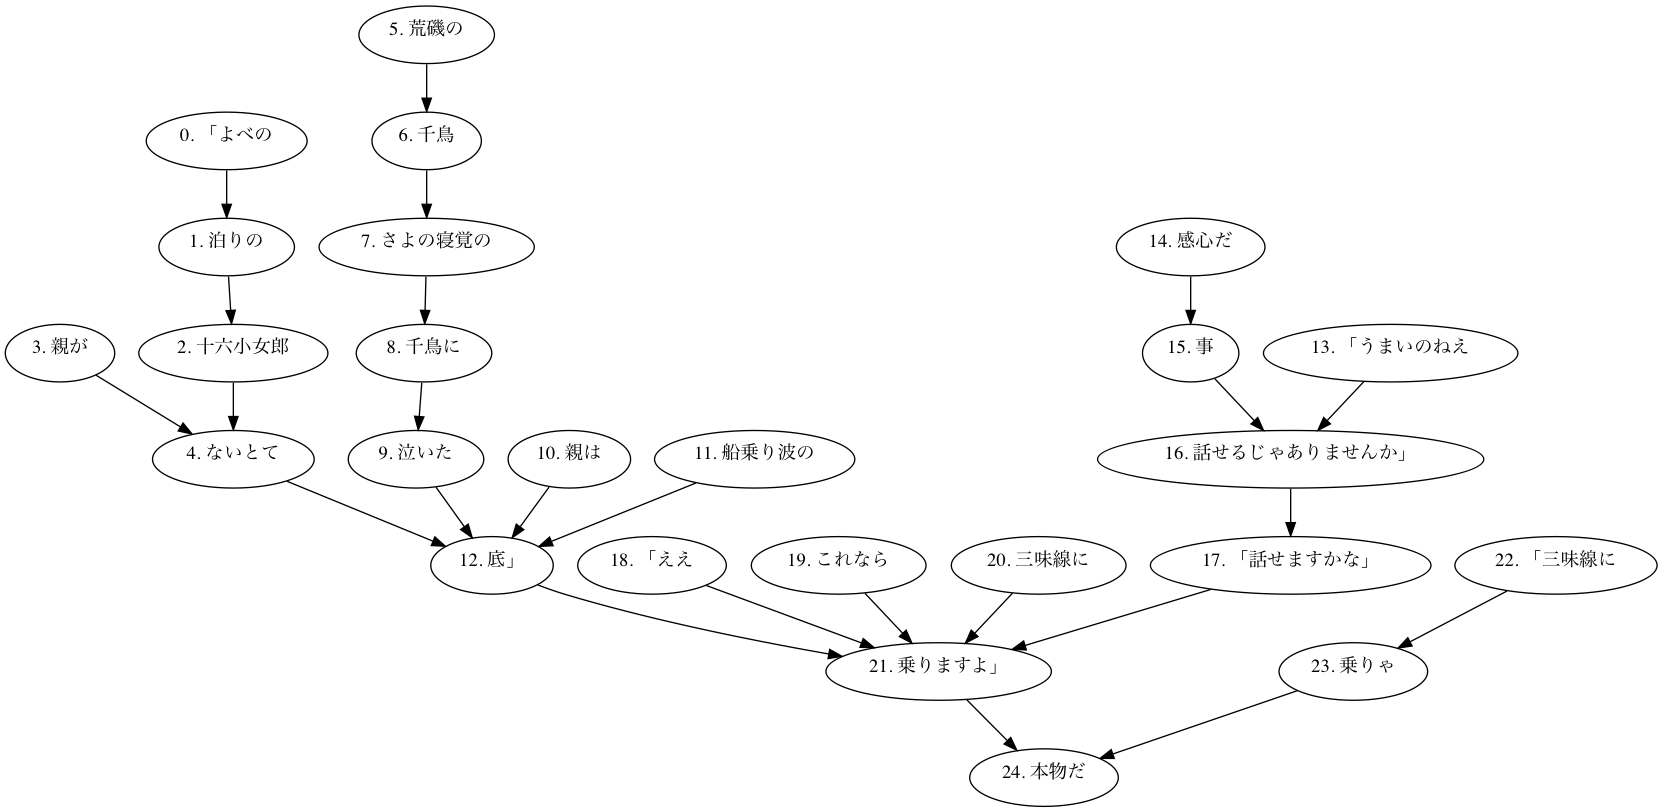 5. 荒磯の
0. 「よべの
6. 千鳥
1. 泊りの
7. さよの寝覚の
14. 感心だ
3. 親が
2. 十六小女郎
8. 千鳥に
15. 事
13. 「うまいのねえ
4. ないとて
9. 泣いた
10. 親は
11. 船乗り波の
16. 話せるじゃありませんか」
12. 底」
18. 「ええ
19. これなら
20. 三味線に
17. 「話せますかな」
22. 「三味線に
21. 乗りますよ」
23. 乗りゃ
24. 本物だ